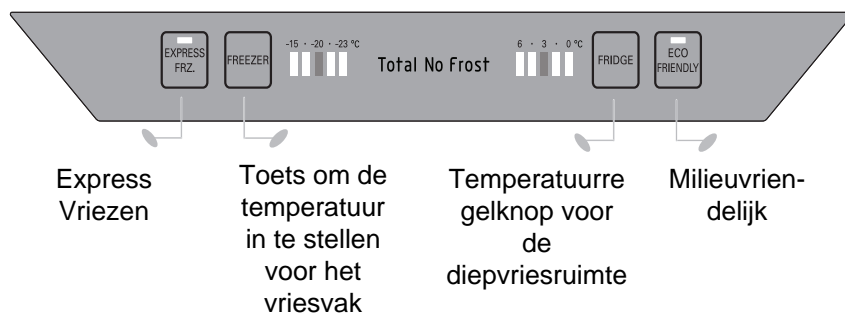 EXPRESS
FRZ.
FREEZER
-15 · -20 · -23 °C
Total No Frost
6 · 3 · 0 °C
FRIDGE
ECO
FRIENDLY
Express
Vriezen
Toets om de
temperatuur
in te stellen
voor het
vriesvak
Temperatuurre
gelknop voor
de
diepvriesruimte
Milieuvrien-
delijk